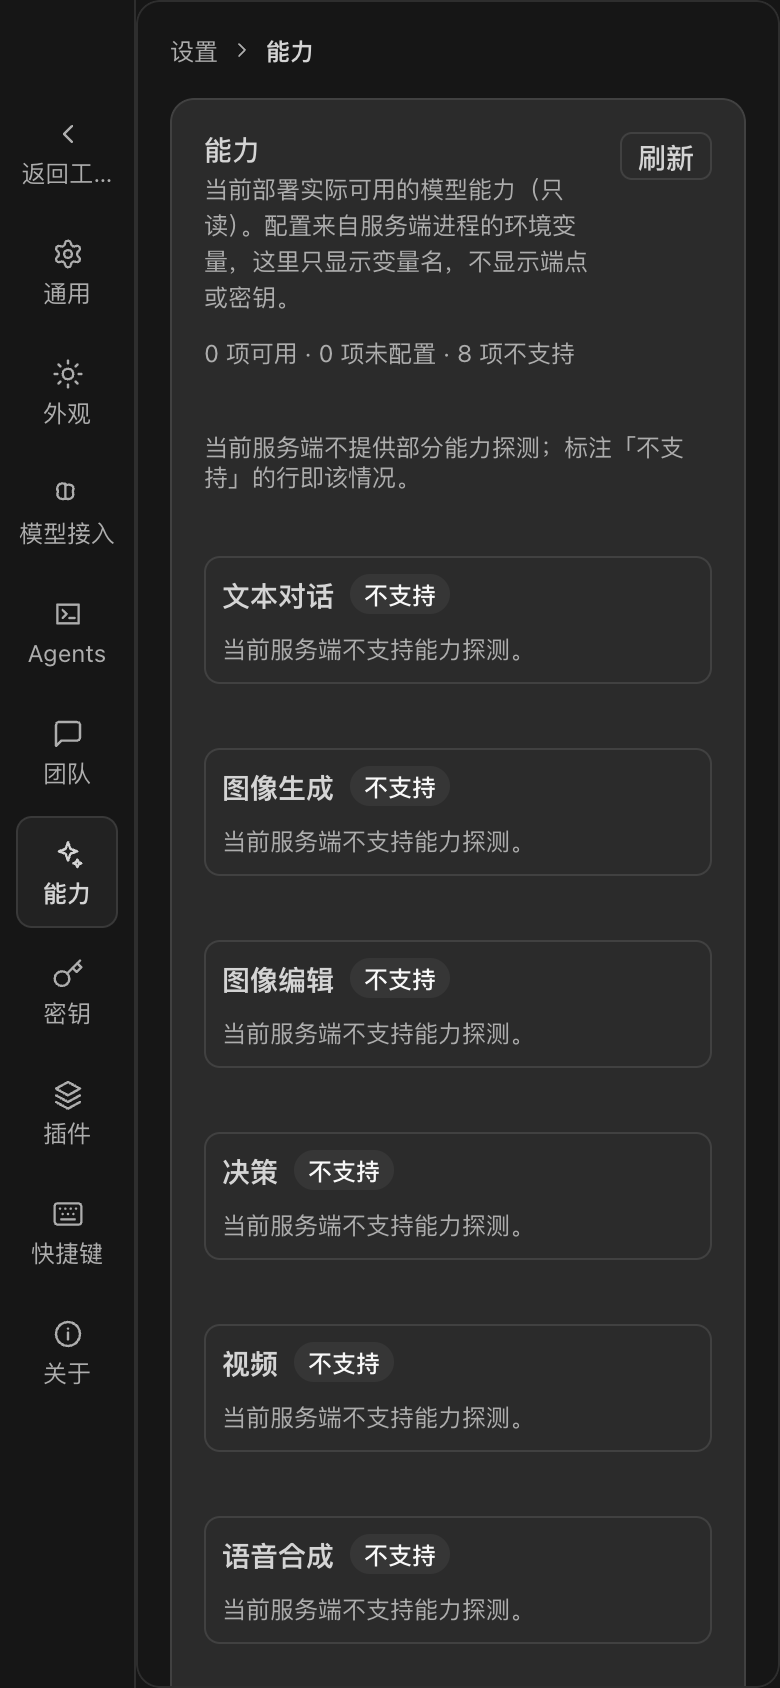 设置 > 能力
返回工...
通用
外观
模型接入
Agents
团队
能力
密钥
插件
快捷键
关于
能力
刷新
当前部署实际可用的模型能力（只
读）。配置来自服务端进程的环境变
量，这里只显示变量名，不显示端点
或密钥。
0 项可用 · 0 项未配置 · 8 项不支持
当前服务端不提供部分能力探测；标注「不支
持」的行即该情况。
文本对话 不支持
当前服务端不支持能力探测。
图像生成 不支持
当前服务端不支持能力探测。
图像编辑 不支持
当前服务端不支持能力探测。
决策 不支持
当前服务端不支持能力探测。
视频 不支持
当前服务端不支持能力探测。
语音合成 不支持
当前服务端不支持能力探测。